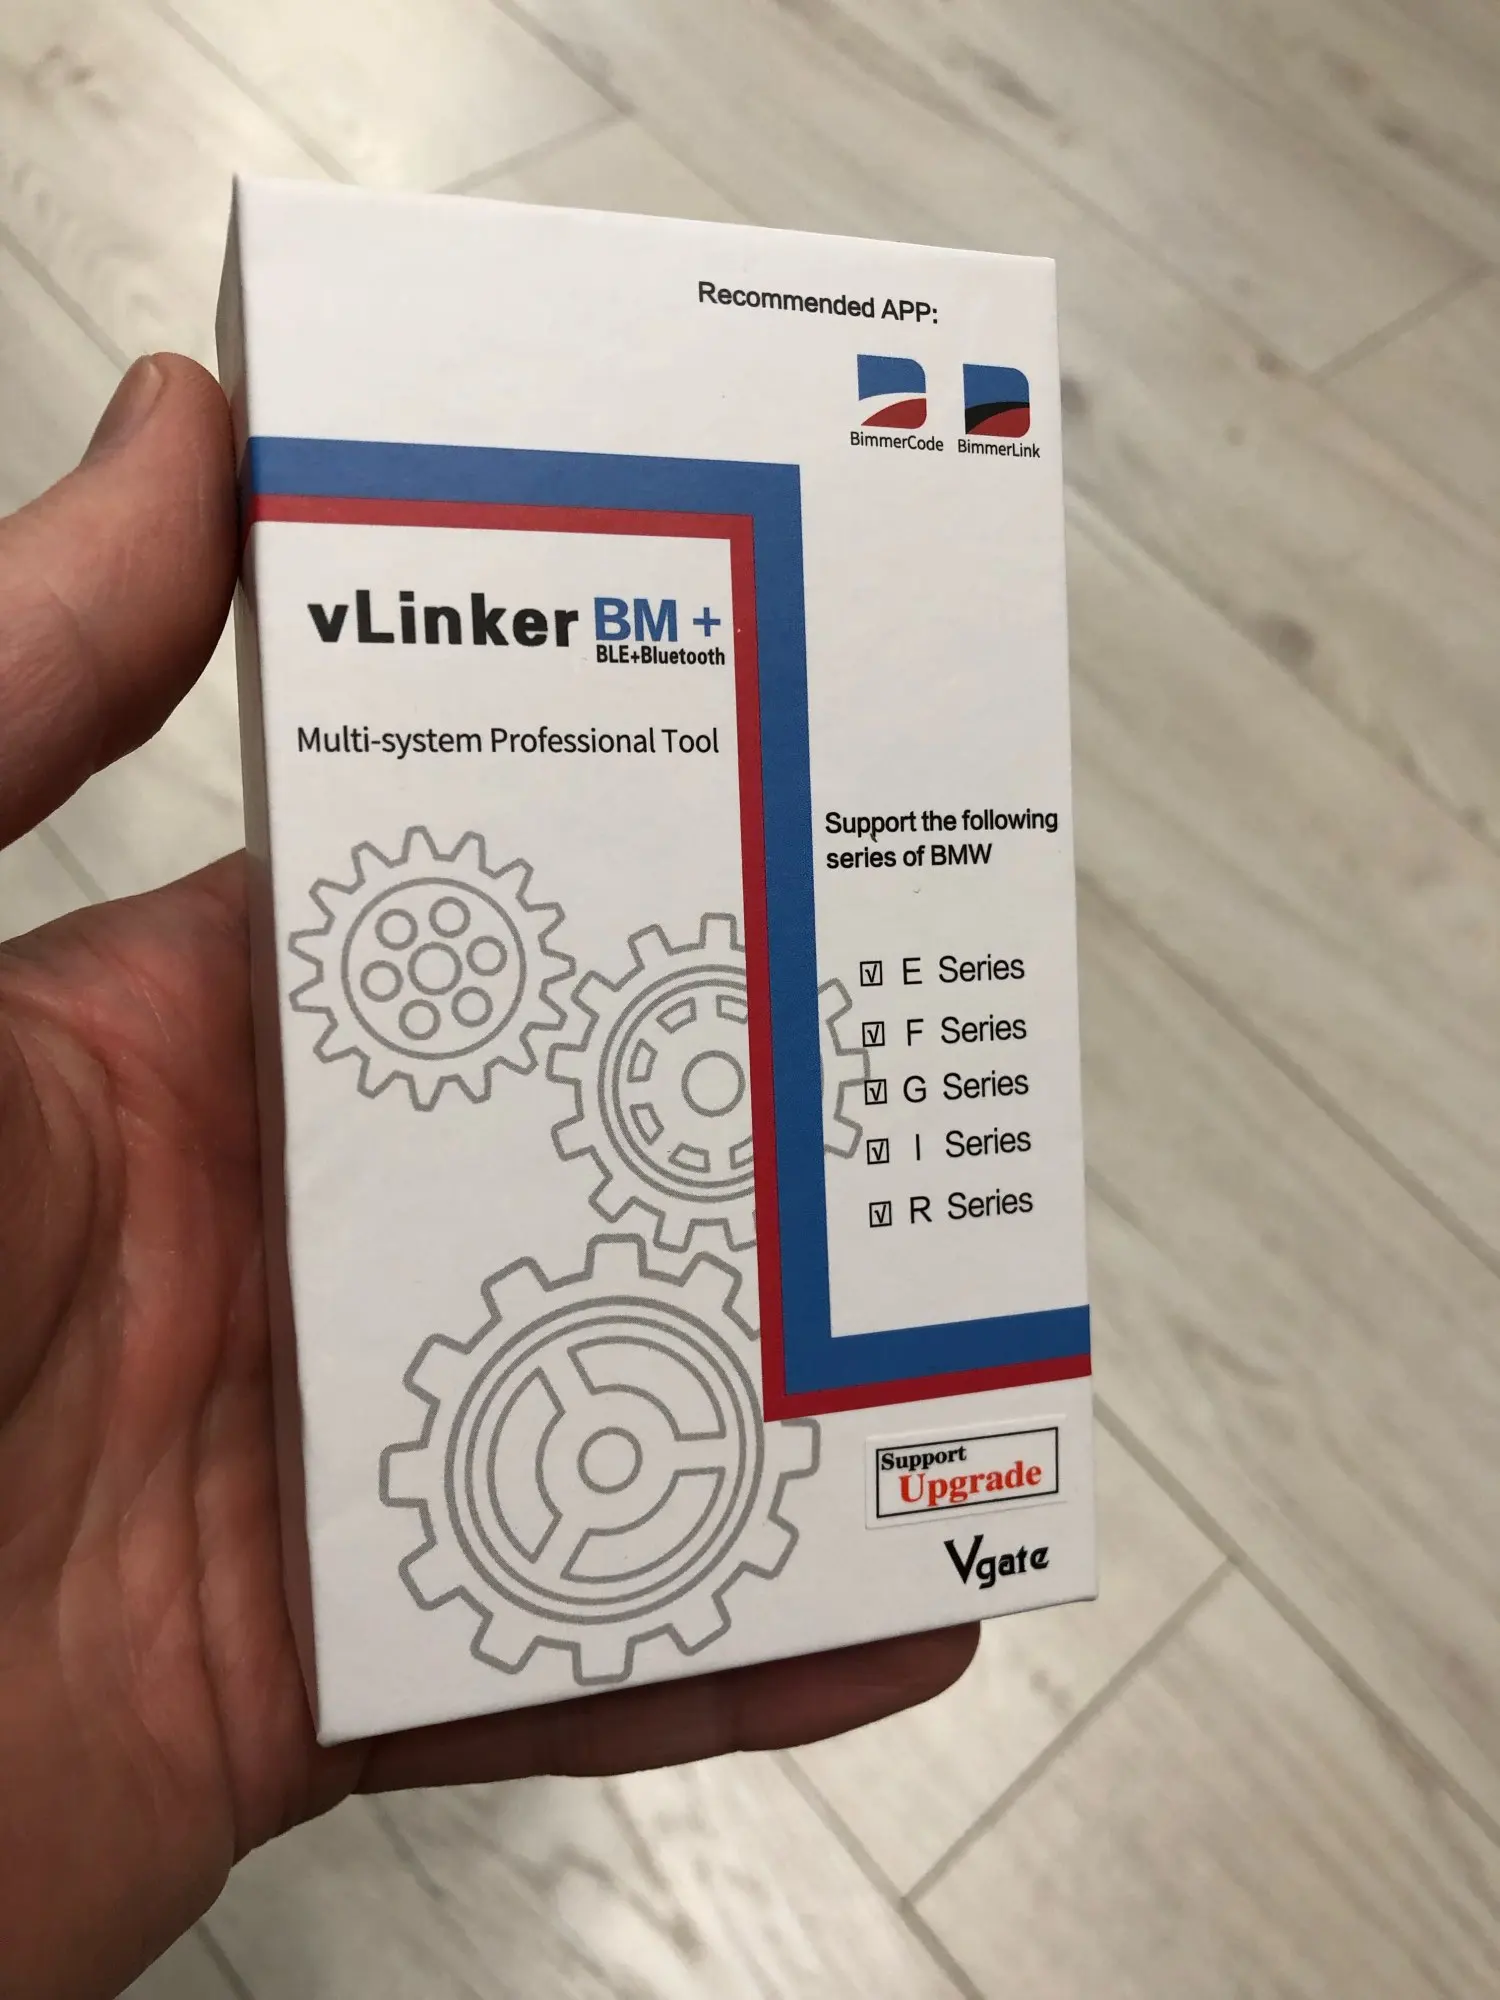 Recommended APP:
BimmerCode BimmerLink
vLinker BM +
BLE+Bluetooth
Multi-system Professional Tool
Support the following
series of BMW
☑ E Series
☑ F Series
☑ G Series
☑ I Series
☑ R Series
Support
Upgrade
Vgate